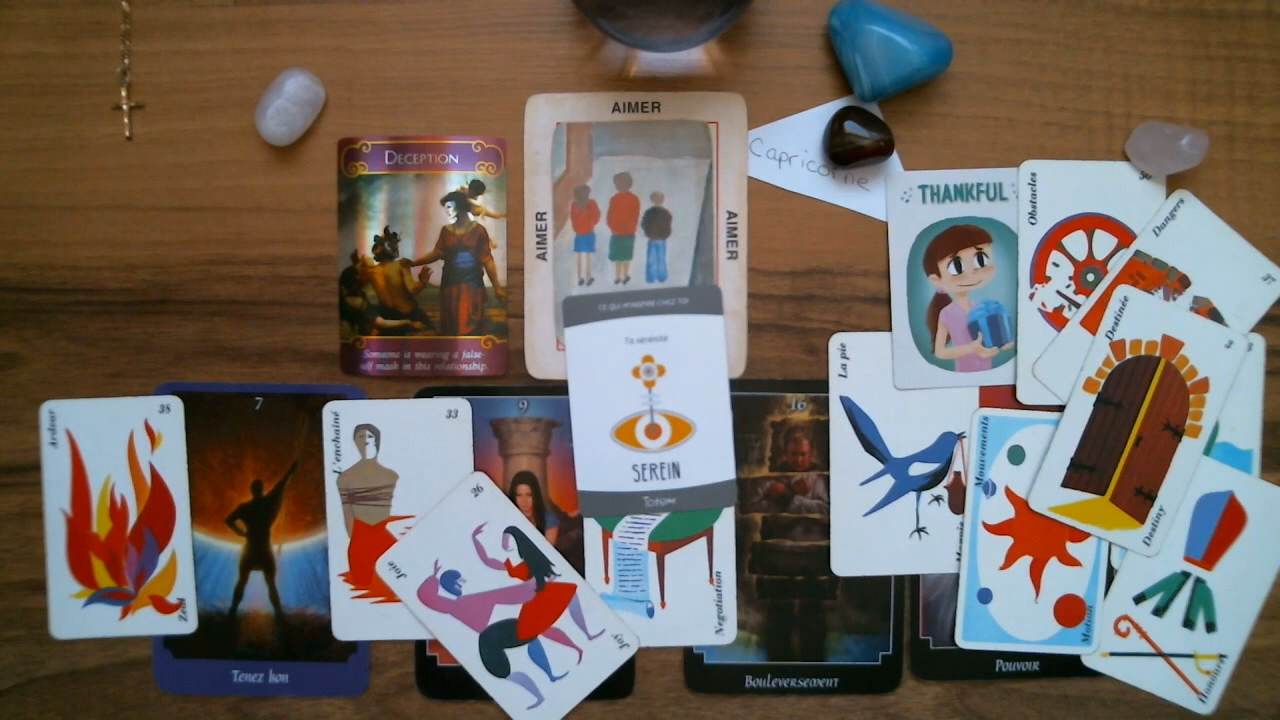 DECEPTION
Someone is wearing a false-
self mask in this relationship.
AIMER
AIMER
AIMER
Capricorne
THANKFUL
Obstacles
Dangers
37
Destinée
Destiny
CE QUI M'INSPIRE CHEZ TOI
Ta sérénité
SEREIN
TOTEM
Ardeur
38
Zeal
7
Tenez bon
L'enchaîné
33
9
26
Joie
Joy
Negotiation
16
Bouleversement
La pie
Mouvements
Motion
Pouvoir